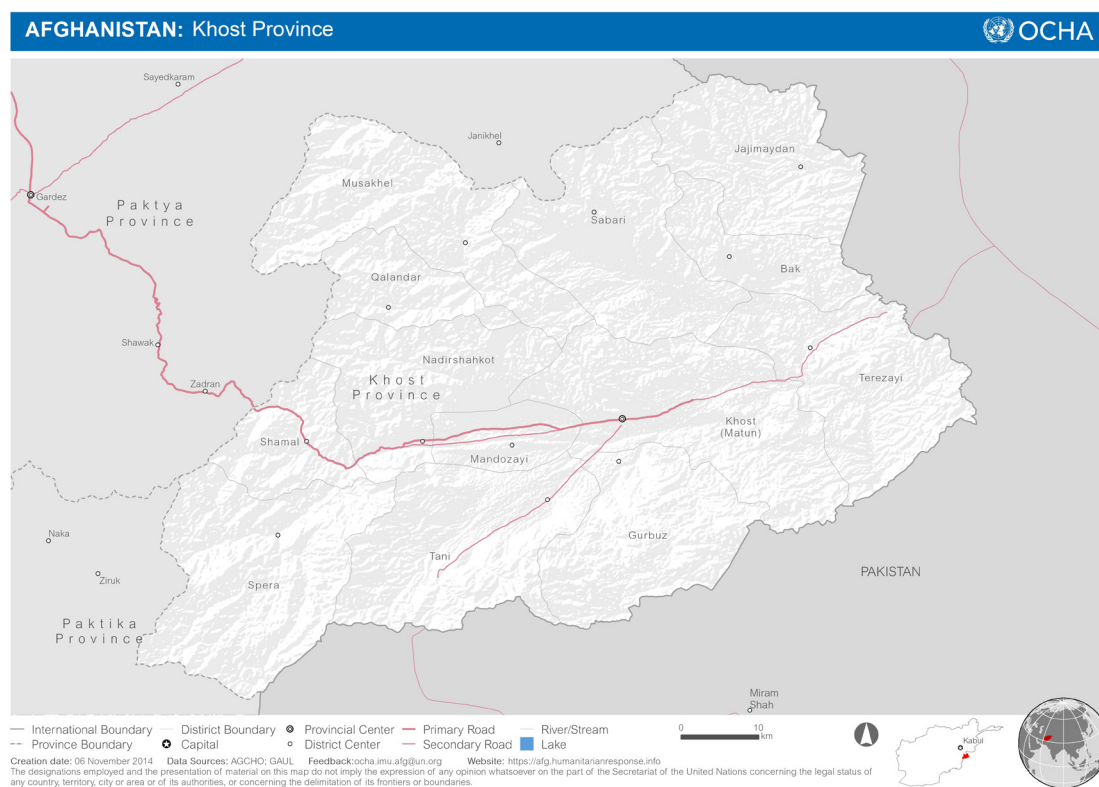 AFGHANISTAN: Khost Province
OCHA
Sayedkaram
Janikhel
Jajimaydan
Musakhel
Gardez
Paktya
Province
Sabari
Bak
Qalandar
Shawak
Nadirshahkot
Zadran
Khost
Province
Terezayi
Shamal
Khost
(Matun)
Mandozayi
Naka
Gurbuz
Tani
Ziruk
Spera
PAKISTAN
Paktika
Province
Miram
Shah
International Boundary
District Boundary
Provincial Center
Primary Road
River/Stream
0
10
km
Province Boundary
Capital
District Center
Secondary Road
Lake
Kabul
Creation date: 06 November 2014 Data Sources: AGCHO; GAUL Feedback:ocha.imu.afg@un.org Website: https://afg.humanitarianresponse.info
The designations employed and the presentation of material on this map do not imply the expression of any opinion whatsoever on the part of the Secretariat of the United Nations concerning the legal status of
any country, territory, city or area or of its authorities, or concerning the delimitation of its frontiers or boundaries.